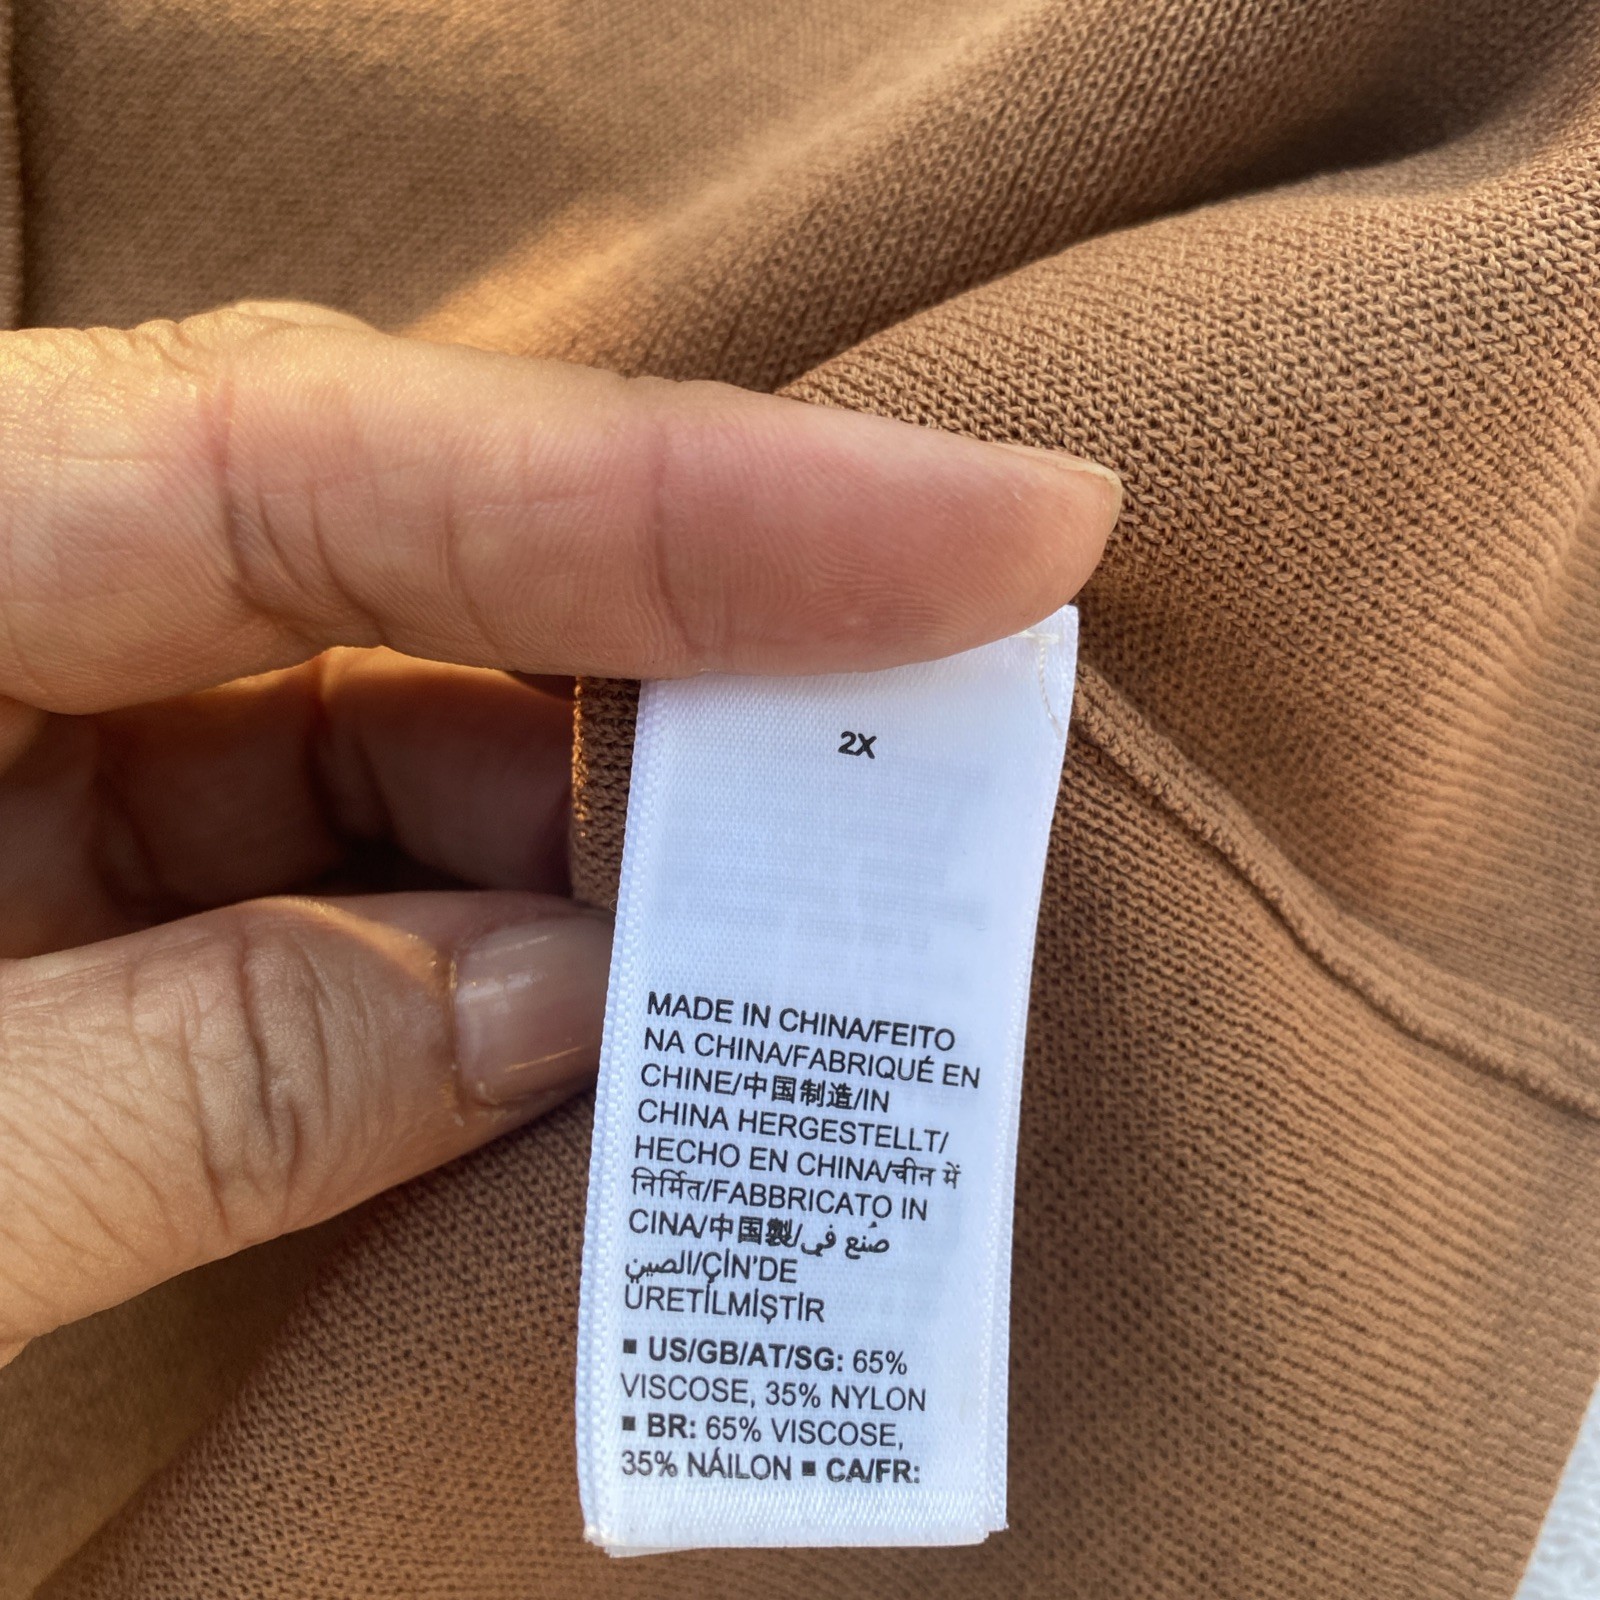 2X
MADE IN CHINA/FEITO
NA CHINA/FABRIQUÉ EN
CHINE/中国制造/IN
CHINA HERGESTELLT/
HECHO EN CHINA/चीन में
निर्मित/FABBRICATO IN
CINA/中国製/صُنع في
الصين/ÇİN'DE
ÜRETİLMİŞTİR
▪ US/GB/AT/SG: 65%
VISCOSE, 35% NYLON
▪ BR: 65% VISCOSE,
35% NÁILON ▪ CA/FR: